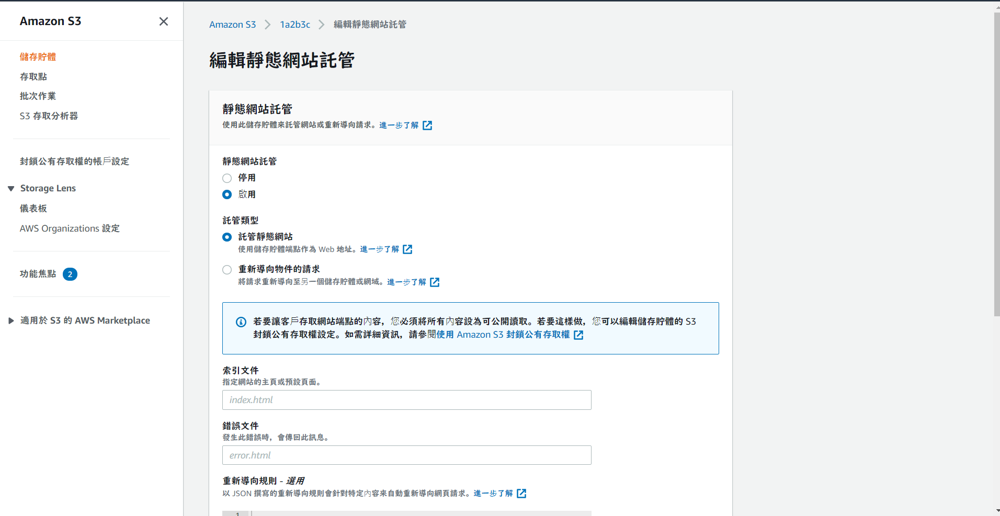 Amazon S3
儲存貯體
存取點
批次作業
S3 存取分析器
封鎖公有存取權的帳戶設定
Storage Lens
儀表板
AWS Organizations 設定
功能焦點 2
適用於 S3 的 AWS Marketplace
Amazon S3 1a2b3c 編輯靜態網站託管
編輯靜態網站託管
靜態網站託管
使用此儲存貯體來託管網站或重新導向請求。進一步了解
靜態網站託管
停用
啟用
託管類型
託管靜態網站
使用儲存貯體端點作為 Web 地址。進一步了解
重新導向物件的請求
將請求重新導向至另一個儲存貯體或網域。進一步了解
若要讓客戶存取網站端點的內容，您必須將所有內容設為可公開讀取。若要這樣做，您可以編輯儲存貯體的 S3
封鎖公有存取權設定。如需詳細資訊，請參閱使用 Amazon S3 封鎖公有存取權
索引文件
指定網站的主頁或預設頁面。
index.html
錯誤文件
發生此錯誤時，會傳回此訊息。
error.html
重新導向規則 - 選用
以 JSON 撰寫的重新導向規則會針對特定內容來自動重新導向網頁請求。進一步了解
1